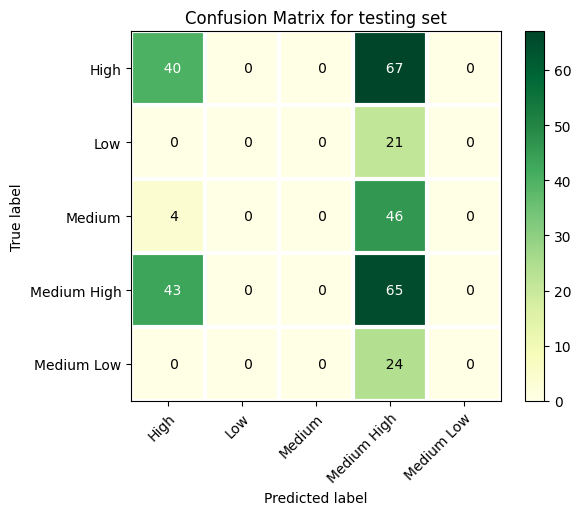 Confusion Matrix for testing set
True label
High 40 0 0 67 0
Low 0 0 0 21 0
Medium 4 0 0 46 0
Medium High 43 0 0 65 0
Medium Low 0 0 0 24 0
High Low Medium Medium High Medium Low
Predicted label
60
50
40
30
20
10
0